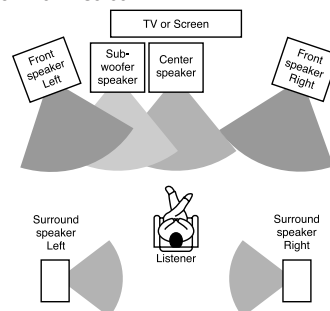 TV or Screen
Front
speaker
Left
Sub-
woofer
speaker
Center
speaker
Front
speaker
Right
Surround
speaker
Left
Listener
Surround
speaker
Right